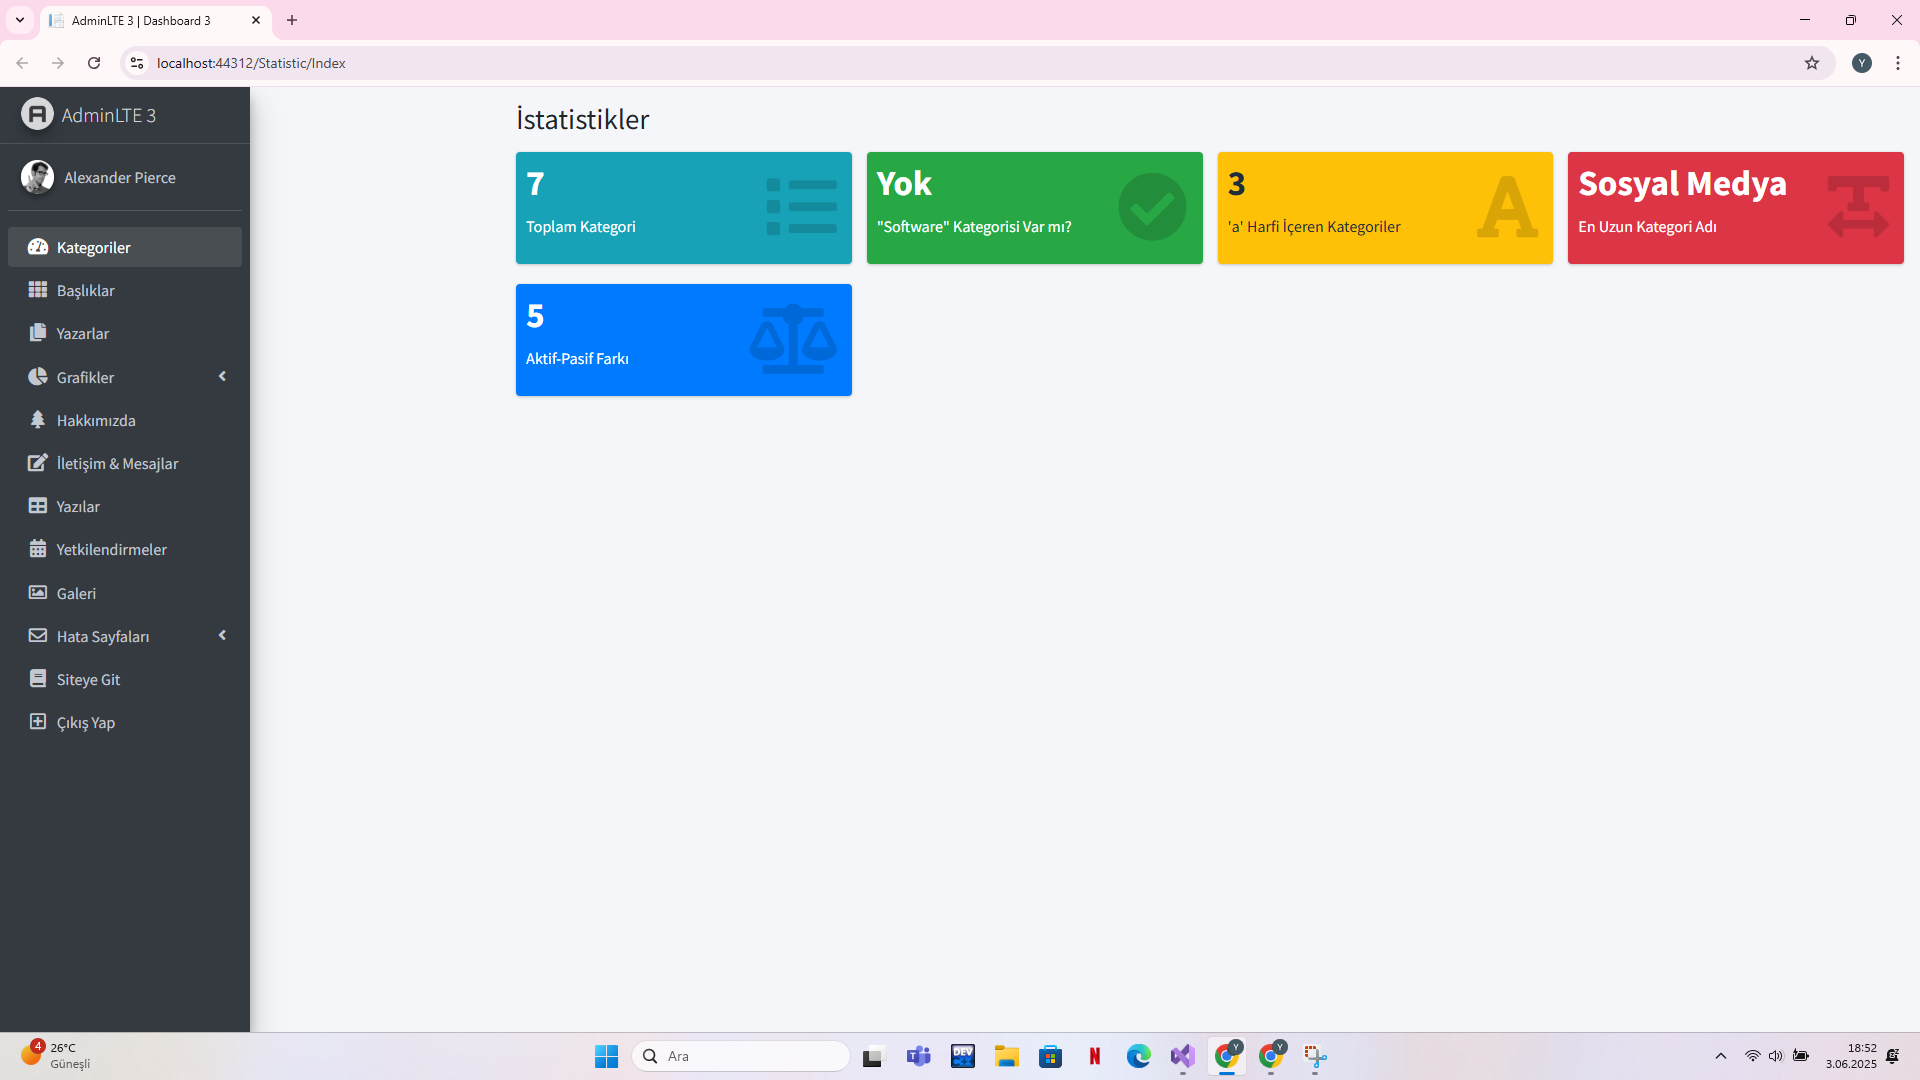 AdminLTE 3 | Dashboard 3
localhost:44312/Statistic/Index
Y
AdminLTE 3
Alexander Pierce
Kategoriler
Başlıklar
Yazarlar
Grafikler
Hakkımızda
İletişim & Mesajlar
Yazılar
Yetkilendirmeler
Galeri
Hata Sayfaları
Siteye Git
Çıkış Yap
İstatistikler
7
Toplam Kategori
Yok
"Software" Kategorisi Var mı?
3
'a' Harfi İçeren Kategoriler
Sosyal Medya
En Uzun Kategori Adı
5
Aktif-Pasif Farkı
4
26°C
Güneşli
Ara
DEV
N
Y
Y
18:52
3.06.2025